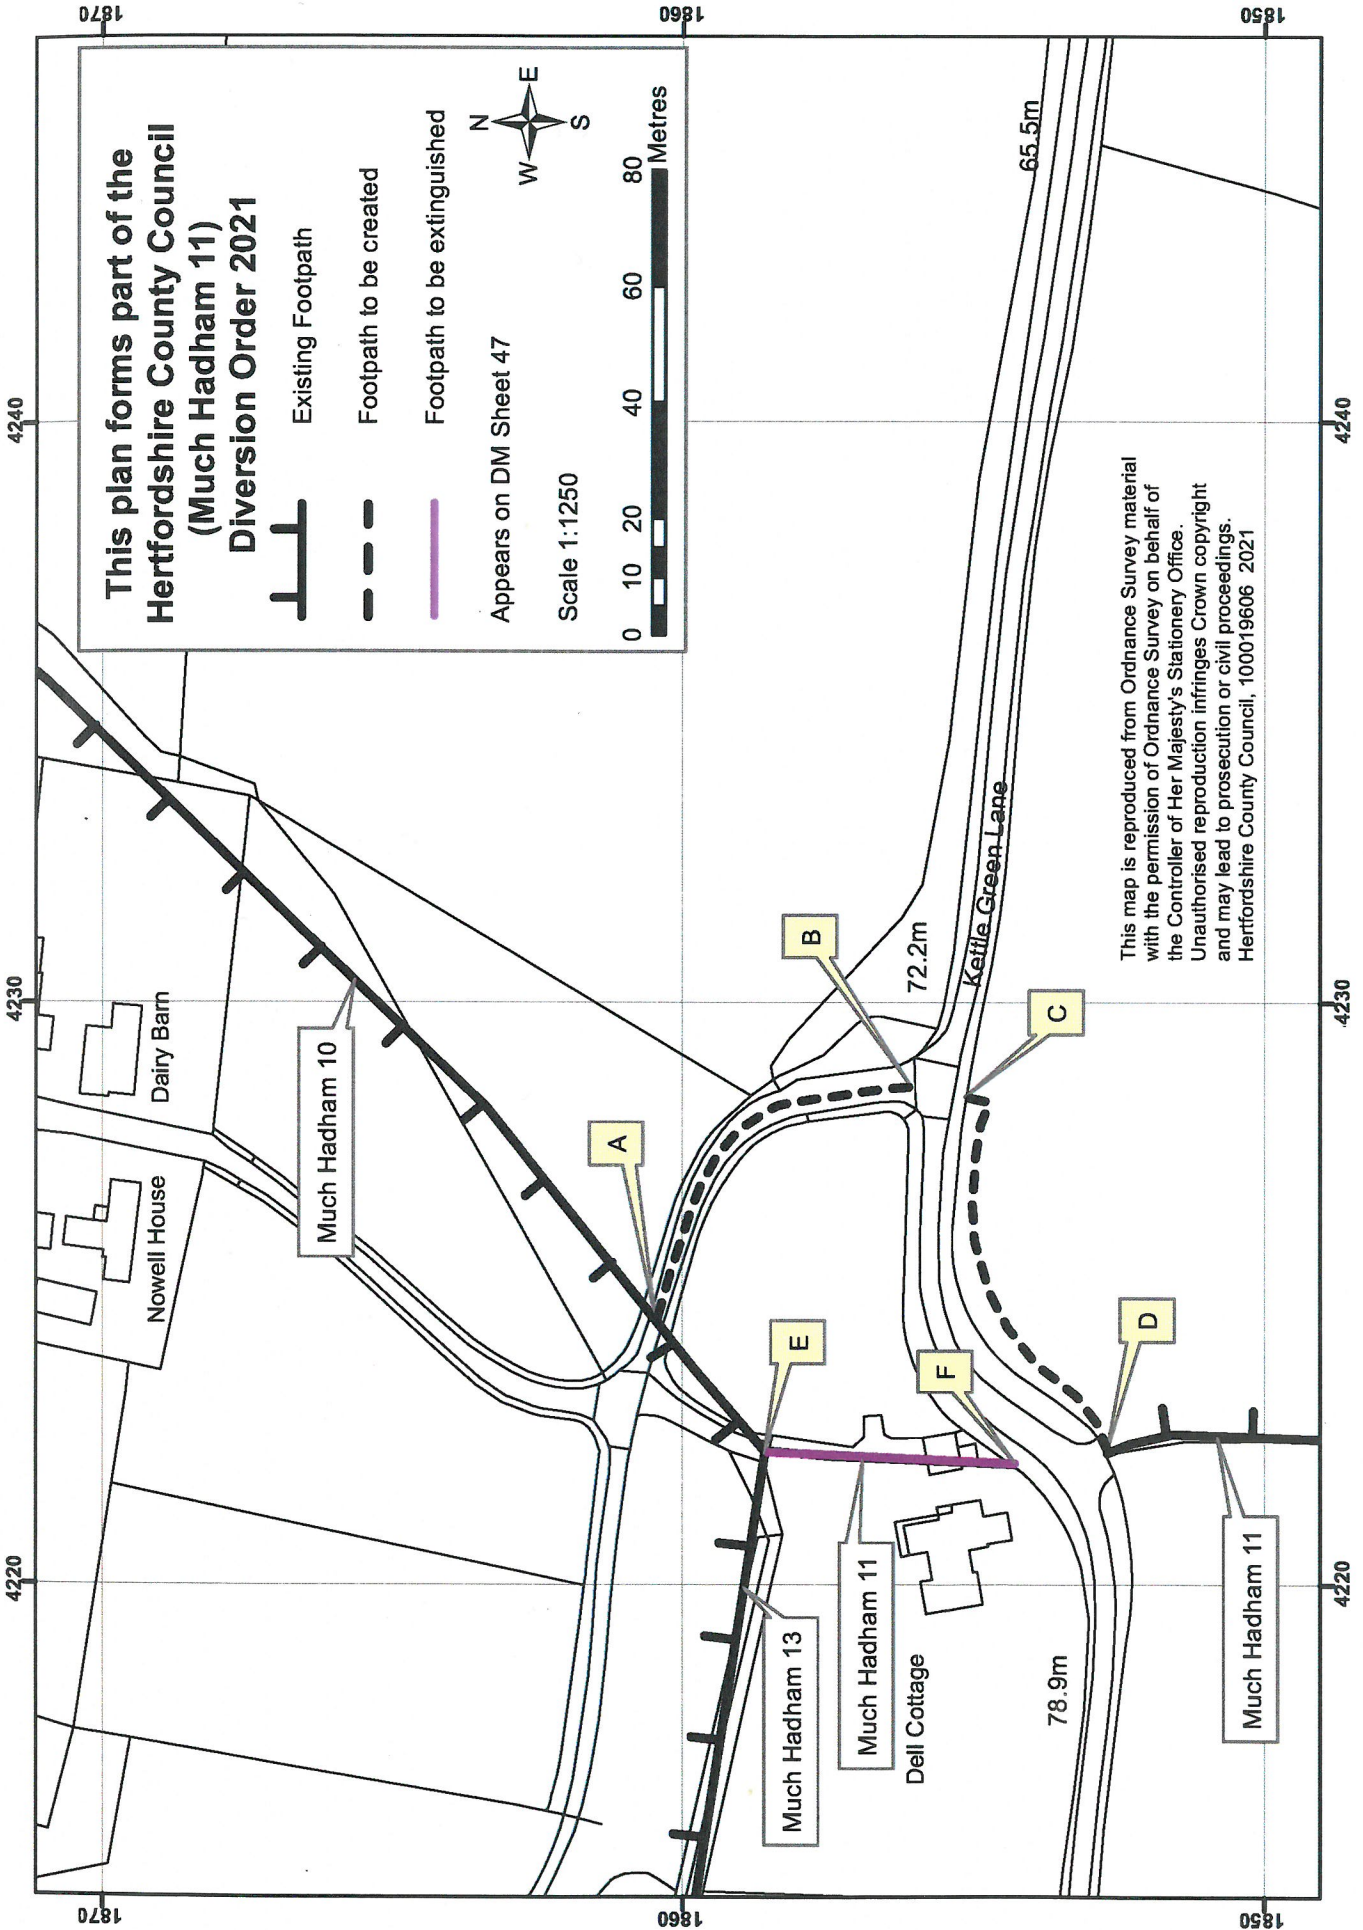 This plan forms part of the
Hertfordshire County Council
(Much Hadham 11)
Diversion Order 2021
Existing Footpath
Footpath to be created
Footpath to be extinguished
Appears on DM Sheet 47
Scale 1:1250
N
W
E
S
0 10 20 40 60 80
Metres
4220
4230
4240
1870
1870
1860
1860
1850
1850
4220
4230
4240
Nowell House
Dairy Barn
Much Hadham 10
A
B
C
D
E
F
Much Hadham 13
Much Hadham 11
Dell Cottage
78.9m
72.2m
Kettle Green Lane
65.5m
Much Hadham 11
This map is reproduced from Ordnance Survey material
with the permission of Ordnance Survey on behalf of
the Controller of Her Majesty's Stationery Office.
Unauthorised reproduction infringes Crown copyright
and may lead to prosecution or civil proceedings.
Hertfordshire County Council, 100019606 2021